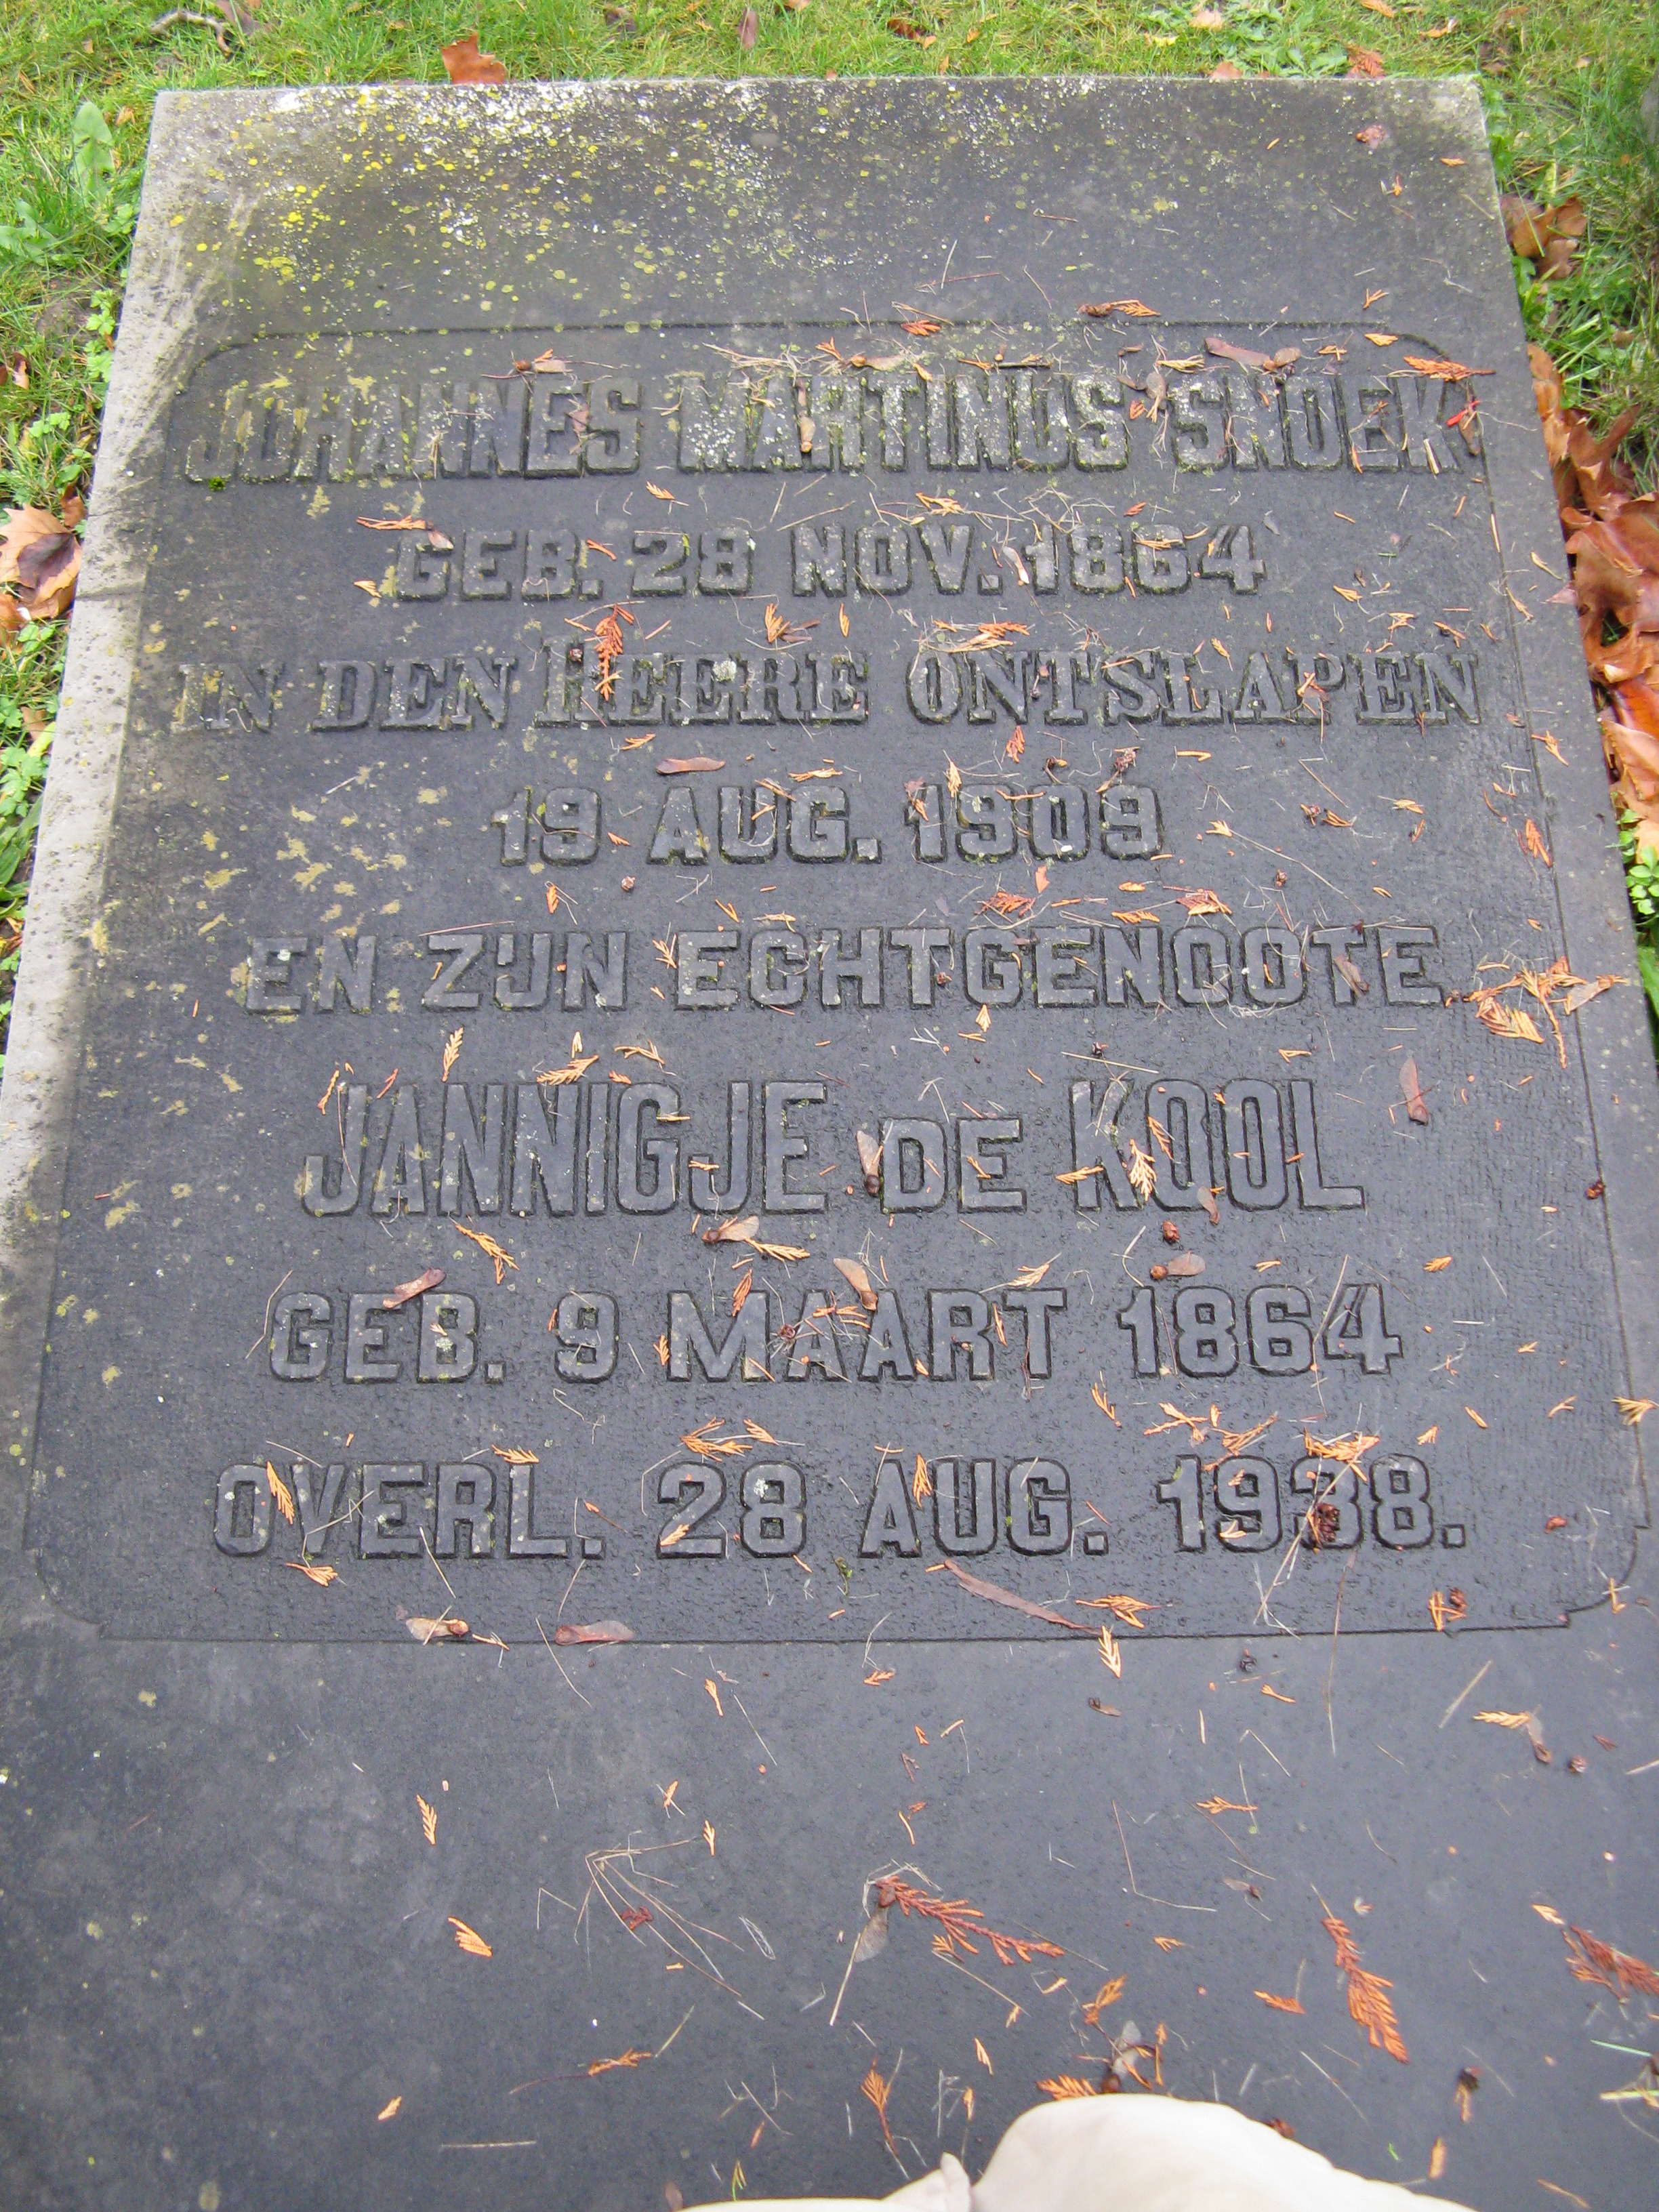 JOHANNES MARTINUS SNOEK
GEB. 28 NOV. 1864
IN DEN HEERE ONTSLAPEN
19 AUG. 1909
EN ZIJN ECHTGENOOTE
JANNIGJE DE KOOL
GEB. 9 MAART 1864
OVERL. 28 AUG. 1938.